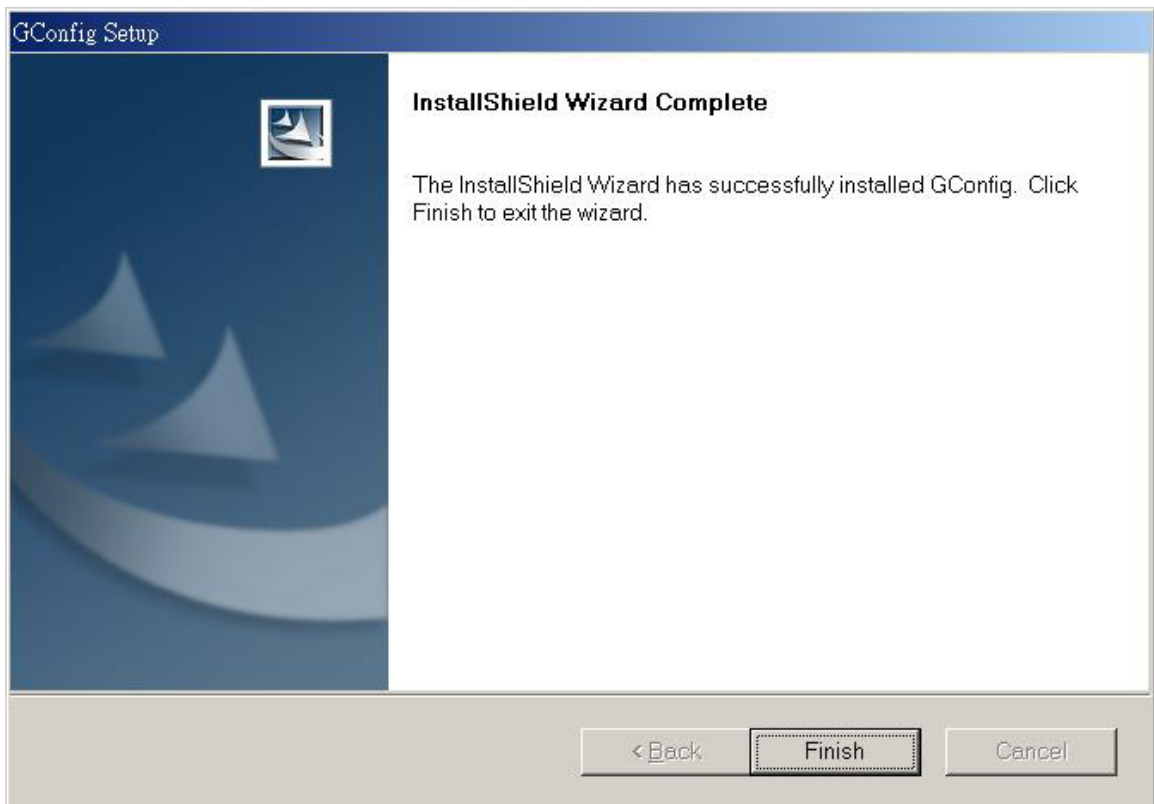 GConfig Setup
InstallShield Wizard Complete
The InstallShield Wizard has successfully installed GConfig. Click
Finish to exit the wizard.
< Back
Finish
Cancel